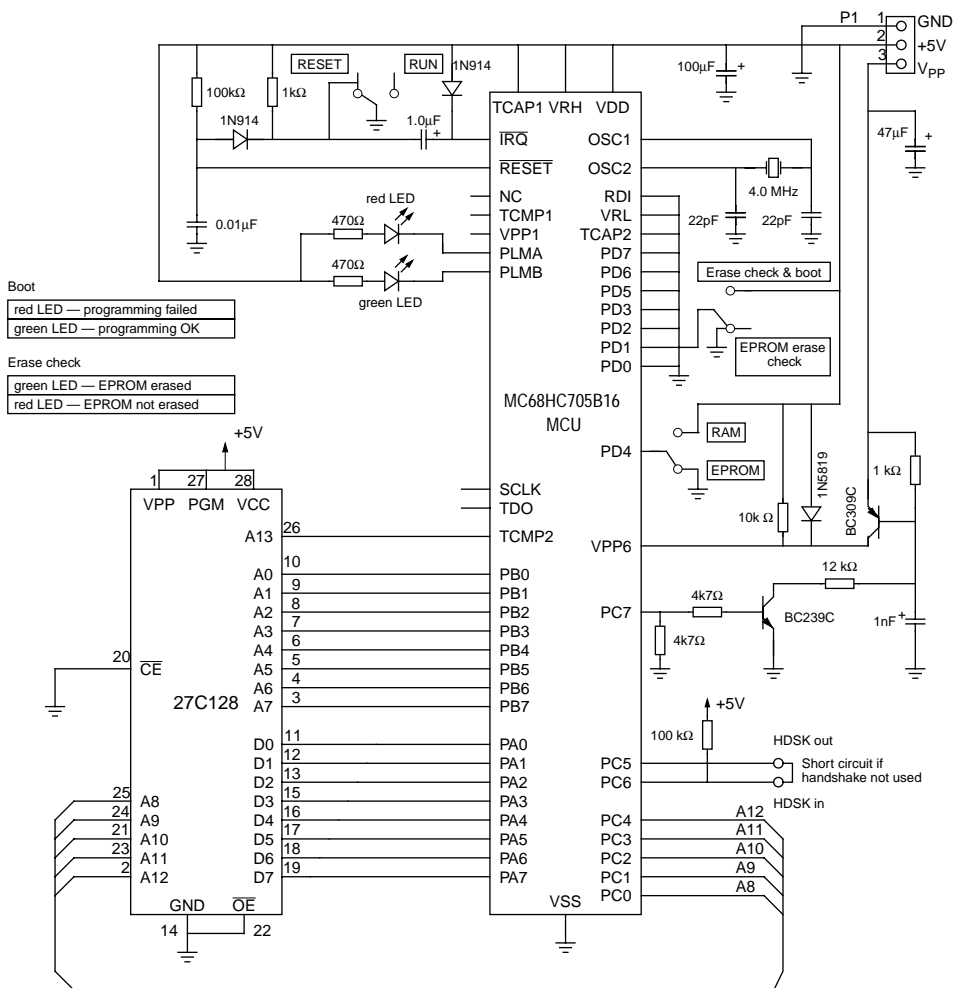 P1 1 GND
2 +5V
3 VPP
RESET RUN 1N914
100kΩ 1kΩ
1N914 1.0µF +
100µF +
47µF +
TCAP1 VRH VDD
IRQ OSC1
RESET OSC2
4.0 MHz
22pF 22pF
0.01µF
NC RDI
TCMP1 VRL
VPP1 TCAP2
PLMA PD7
PLMB PD6
PD5
PD3
PD2
PD1
PD0
red LED
470Ω
470Ω
green LED
Erase check & boot
EPROM erase
check
Boot
red LED — programming failed
green LED — programming OK
Erase check
green LED — EPROM erased
red LED — EPROM not erased
MC68HC705B16
MCU
PD4
RAM
EPROM
1N5819
10k Ω
BC309C
1 kΩ
+5V
1 27 28
VPP PGM VCC
SCLK
TDO
A13 26 TCMP2
VPP6
12 kΩ
A0 10 PB0
A1 9 PB1
A2 8 PB2
A3 7 PB3
A4 6 PB4
A5 5 PB5
A6 4 PB6
A7 3 PB7
PC7
4k7Ω
4k7Ω
BC239C
1nF +
20 CE
27C128
+5V
100 kΩ
D0 11 PA0
D1 12 PA1
D2 13 PA2
D3 15 PA3
D4 16 PA4
D5 17 PA5
D6 18 PA6
D7 19 PA7
HDSK out
PC5
PC6
Short circuit if
handshake not used
HDSK in
25 A8
24 A9
21 A10
23 A11
2 A12
PC4 A12
PC3 A11
PC2 A10
PC1 A9
PC0 A8
GND OE
14 22
VSS